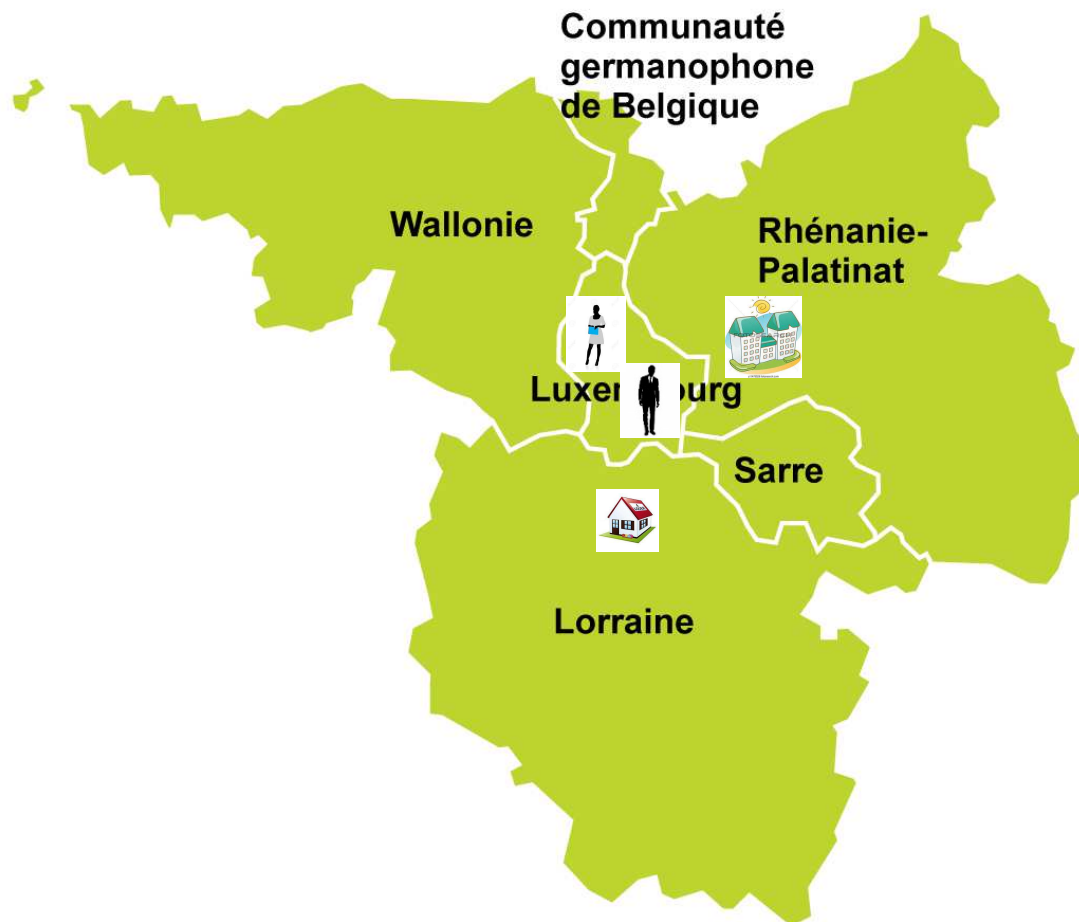 Communauté
germanophone
de Belgique
Wallonie
Rhénanie-
Palatinat
Sarre
Lorraine